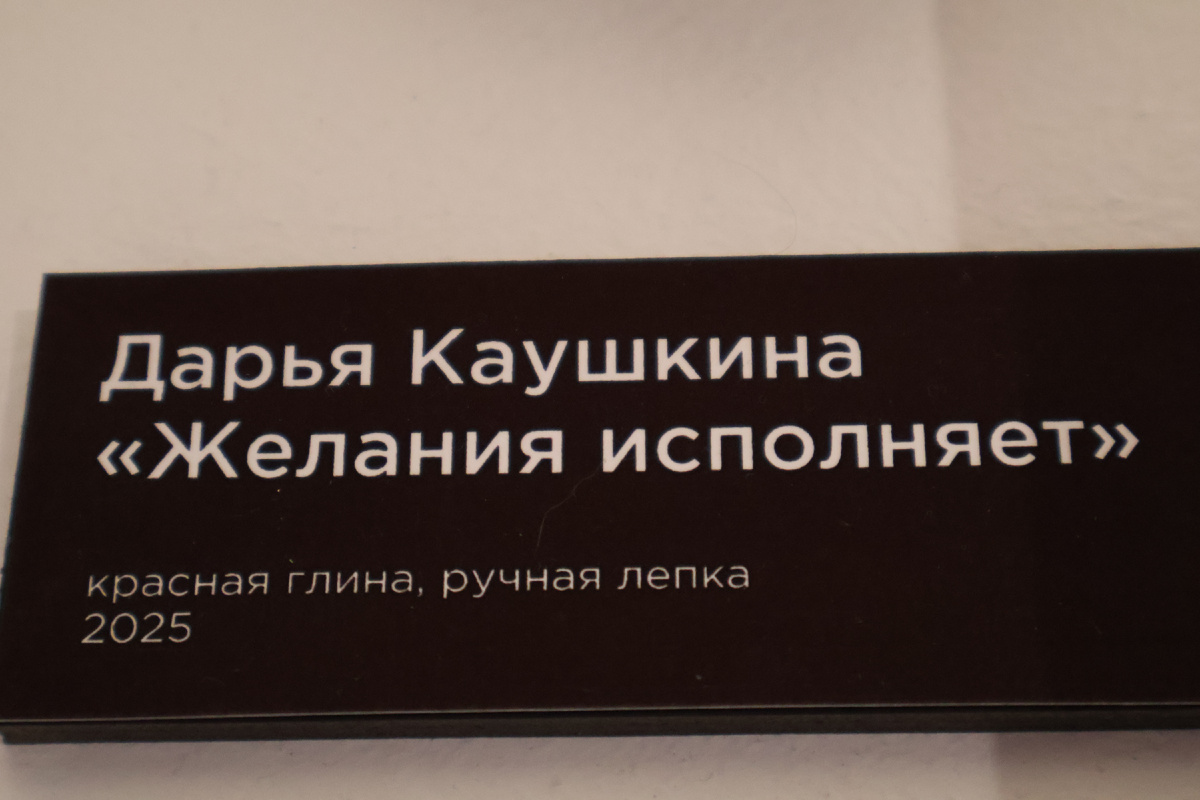 Дарья Каушкина
«Желания исполняет»
красная глина, ручная лепка
2025